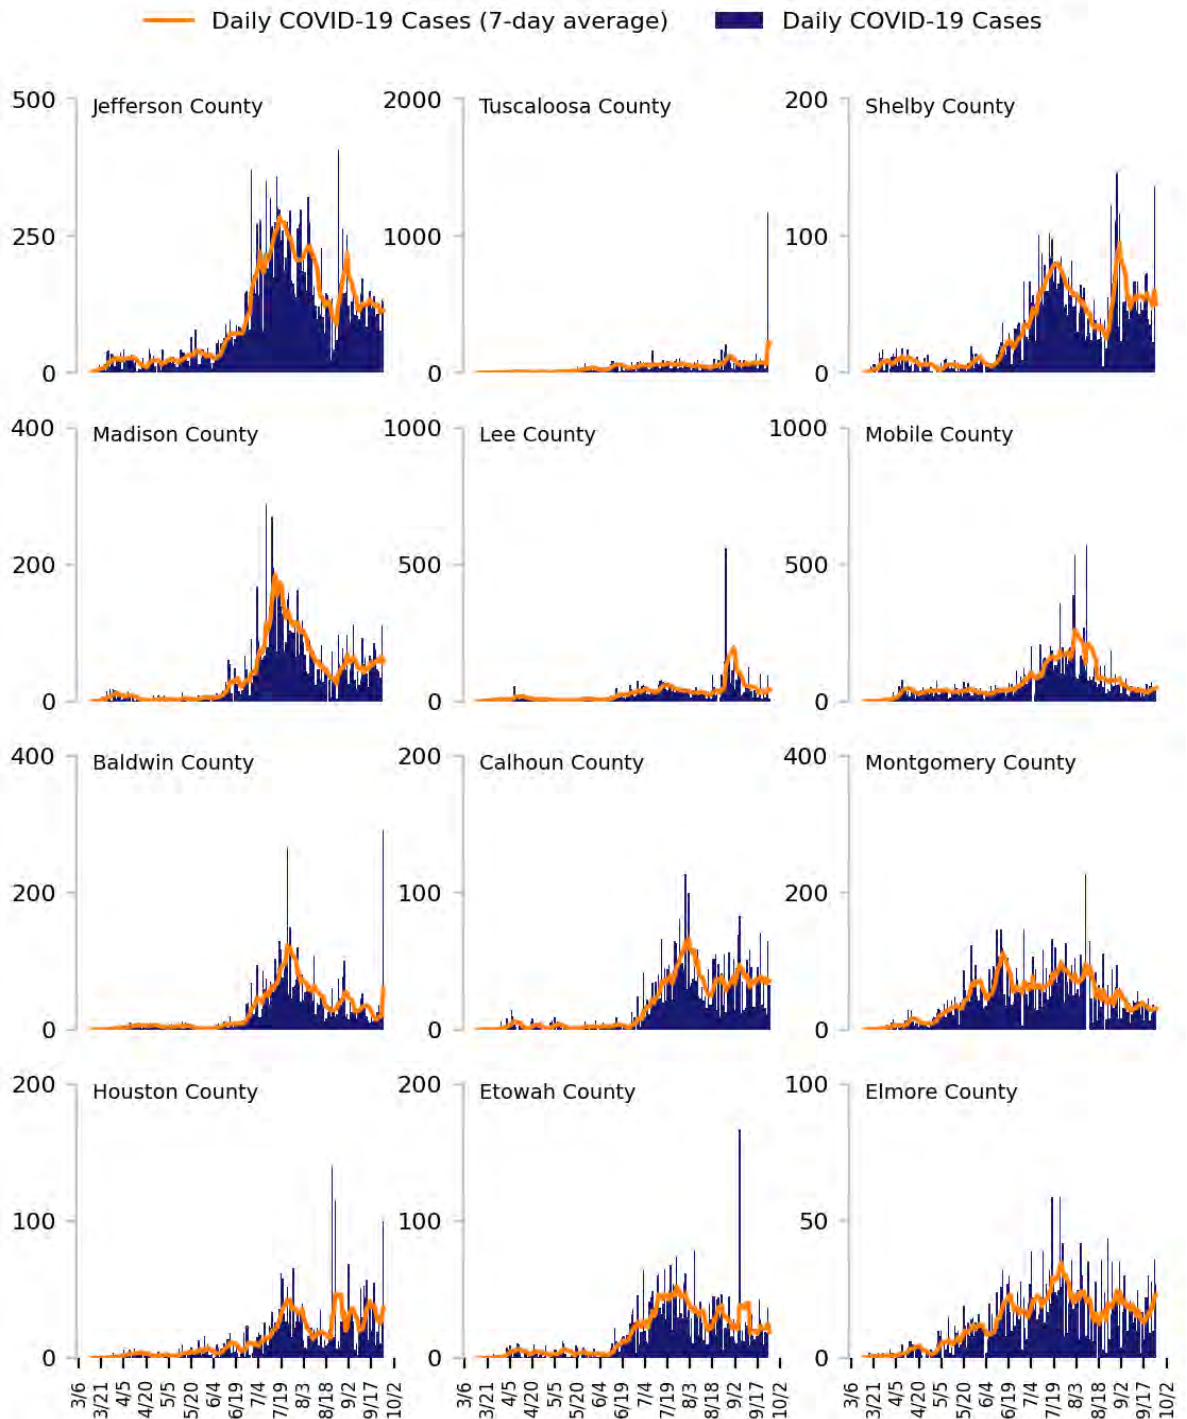 Daily COVID-19 Cases (7-day average) Daily COVID-19 Cases
500 Jefferson County 2000 Tuscaloosa County 200 Shelby County
250 1000 100
0 0 0
400 Madison County 1000 Lee County 1000 Mobile County
200 500 500
0 0 0
400 Baldwin County 200 Calhoun County 400 Montgomery County
200 100 200
0 0 0
200 Houston County 200 Etowah County 100 Elmore County
100 100 50
0 0 0
3/6 3/21 4/5 4/20 5/5 5/20 6/4 6/19 7/4 7/19 8/3 8/18 9/2 9/17 10/2 3/6 3/21 4/5 4/20 5/5 5/20 6/4 6/19 7/4 7/19 8/3 8/18 9/2 9/17 10/2 3/6 3/21 4/5 4/20 5/5 5/20 6/4 6/19 7/4 7/19 8/3 8/18 9/2 9/17 10/2